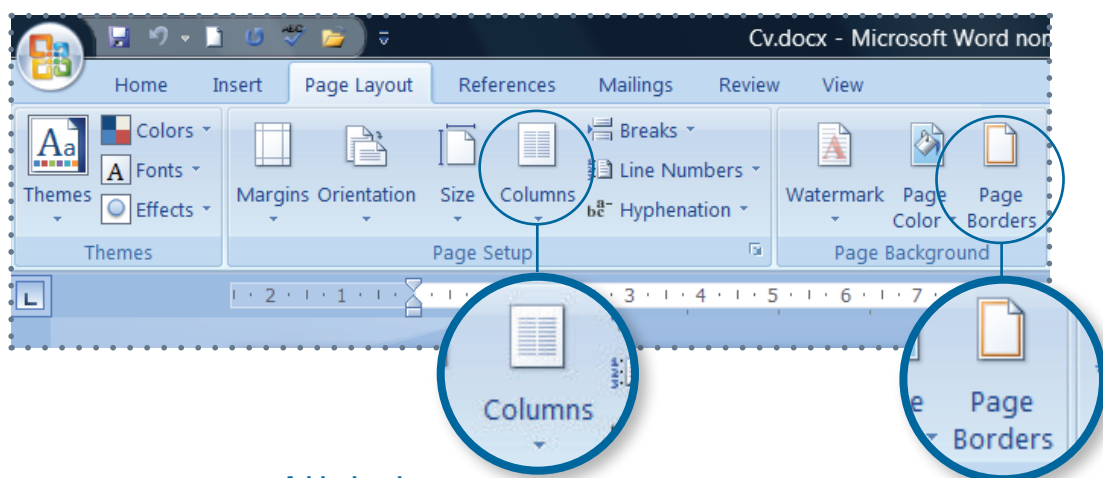 Cv.docx - Microsoft Word non
Home Insert Page Layout References Mailings Review View
Aa Colors Breaks
A Fonts Line Numbers
Themes Effects Margins Orientation Size Columns Hyphenation Watermark Page Color Page Borders
Themes Page Setup Page Background
L 2 1 3 4 5 6 7
Columns
e Page
Borders